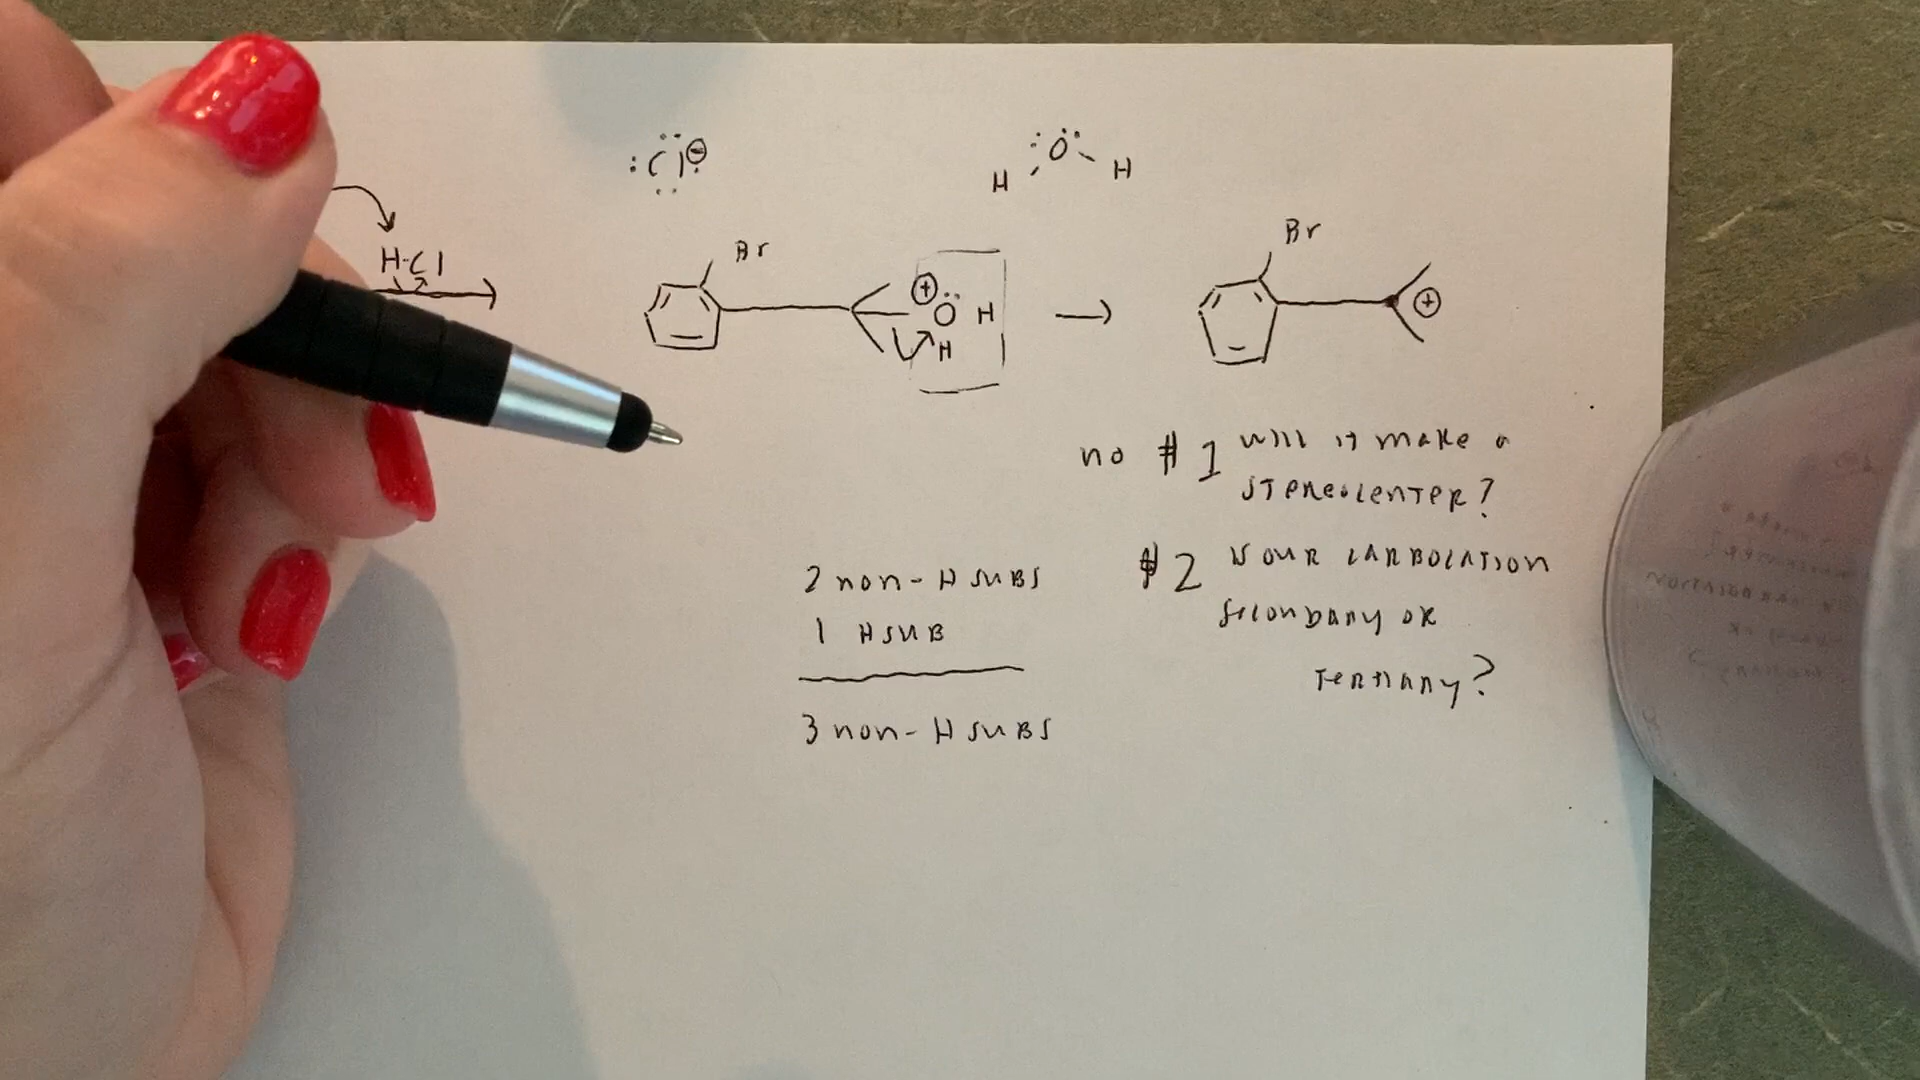 :Cl⊖
H O H
H-Cl
Br
⊕
O H
H
Br
⊕
no #1 will it make a
stereocenter?
#2 is our carbocation
secondary or
tertiary?
2 non-H subs
1 H sub
3 non-H subs